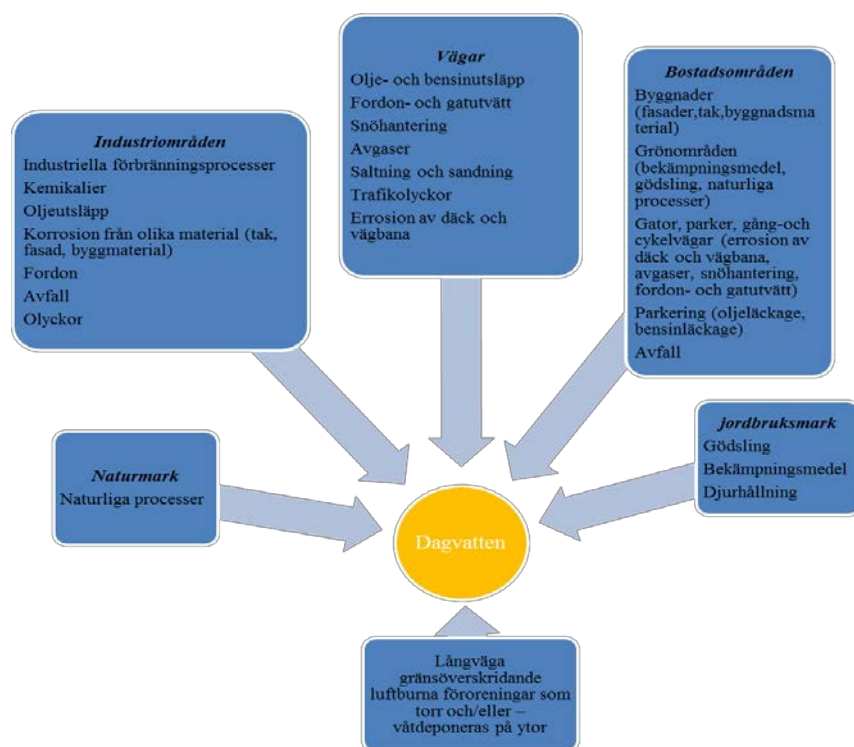 Industriområden
Industriella förbränningsprocesser
Kemikalier
Oljeutsläpp
Korrosion från olika material (tak,
fasad, byggmaterial)
Fordon
Avfall
Olyckor
Vägar
Olje- och bensinutsläpp
Fordon- och gatutvätt
Snöhantering
Avgaser
Saltning och sandning
Trafikolyckor
Errosion av däck och
vägbana
Bostadsområden
Byggnader
(fasader,tak,byggnadsma
terial)
Grönområden
(bekämpningsmedel,
gödsling, naturliga
processer)
Gator, parker, gång-och
cykelvägar (errosion av
däck och vägbana,
avgaser, snöhantering,
fordon- och gatutvätt)
Parkering (oljeläckage,
bensinläckage)
Avfall
Naturmark
Naturliga processer
jordbruksmark
Gödsling
Bekämpningsmedel
Djurhållning
Dagvatten
Långväga
gränsöverskridande
luftburna föroreningar som
torr och/eller –
våtdeponeras på ytor